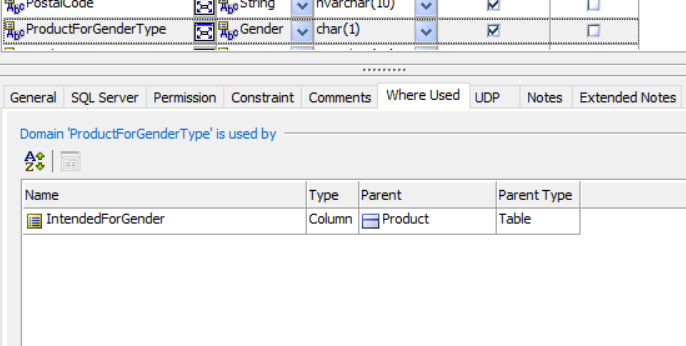 PostalCode String nvarchar(10)
ProductForGenderType Gender char(1)
General SQL Server Permission Constraint Comments Where Used UDP Notes Extended Notes
Domain 'ProductForGenderType' is used by
Name Type Parent Parent Type
IntendedForGender Column Product Table